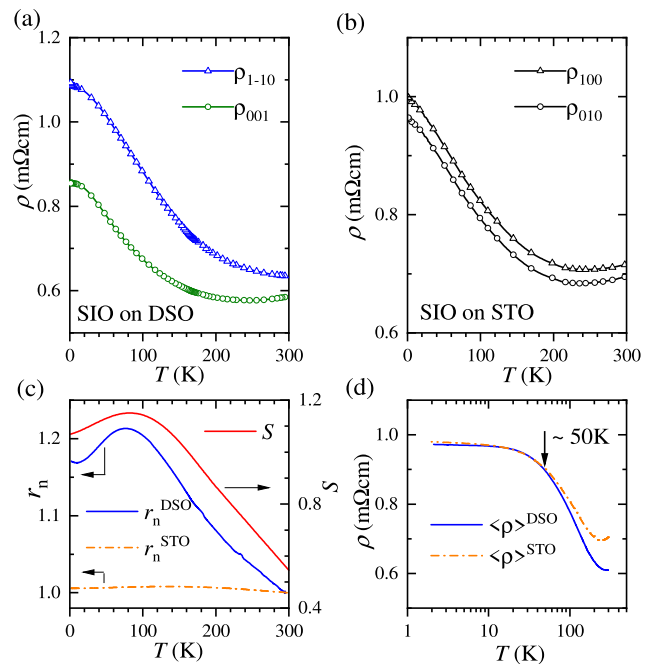 (a)
1.2
1.0
0.8
0.6
ρ (mΩcm)
ρ1-10
ρ001
SIO on DSO
0 100 200 300
T (K)
(b)
1.0
0.8
0.6
ρ (mΩcm)
ρ100
ρ010
SIO on STO
0 100 200 300
T (K)
(c)
1.2
1.1
1.0
rn
S
rnDSO
rnSTO
1.2
0.8
0.4
S
0 100 200 300
T (K)
(d)
1.0
0.8
0.6
ρ (mΩcm)
~ 50K
<ρ>DSO
<ρ>STO
1 10 100
T (K)